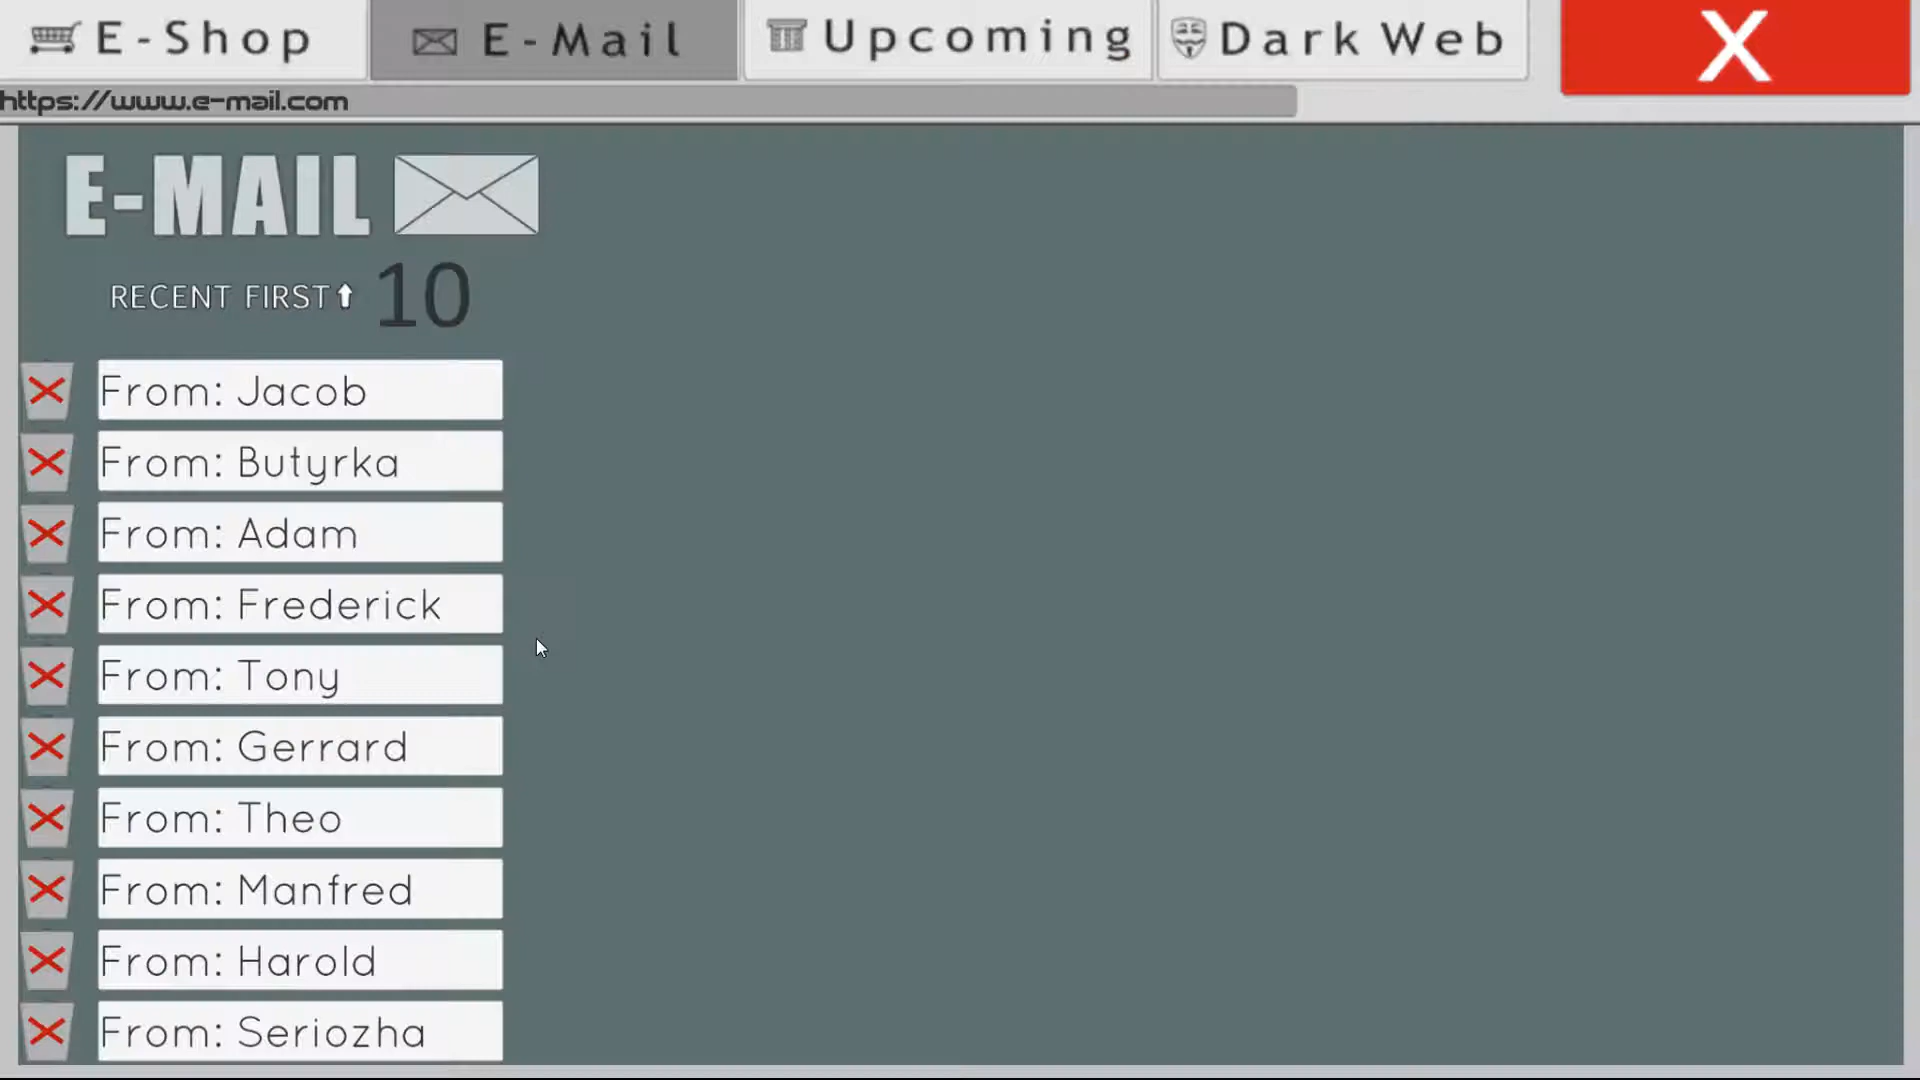 E-Shop
E-Mail
Upcoming
Dark Web
X
https://www.e-mail.com
E-MAIL
RECENT FIRST 10
From: Jacob
From: Butyrka
From: Adam
From: Frederick
From: Tony
From: Gerrard
From: Theo
From: Manfred
From: Harold
From: Seriozha